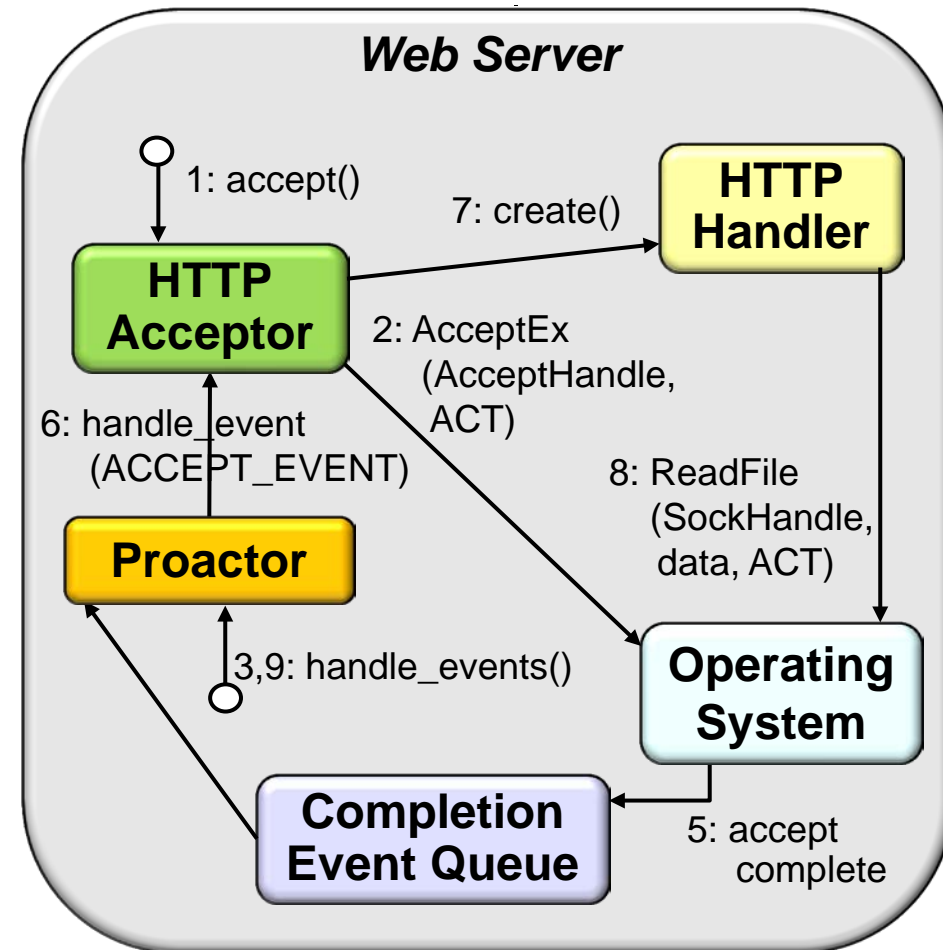 Web Server
1: accept()
7: create()
HTTP
Handler
HTTP
Acceptor
2: AcceptEx
(AcceptHandle,
ACT)
6: handle_event
(ACCEPT_EVENT)
8: ReadFile
(SockHandle,
data, ACT)
Proactor
3,9: handle_events()
Operating
System
Completion
Event Queue
5: accept
complete